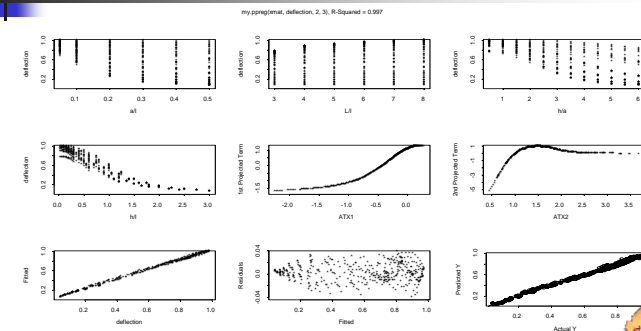 my.ppreg(xmat, deflection, 2, 3), R-Squared = 0.997
deflection
0.2 0.6 1.0
0.1 0.2 0.3 0.4 0.5
a/l
deflection
0.2 0.6 1.0
3 4 5 6 7 8
L/l
deflection
0.2 0.6 1.0
1 2 3 4 5 6
h/a
deflection
0.2 0.6 1.0
0.0 0.5 1.0 1.5 2.0 2.5 3.0
h/l
1st Projected Term
-1.5 0.0 1.0
-2.0 -1.5 -1.0 -0.5 0.0
ATX1
2nd Projected Term
-5 -3 -1 1
0.5 1.0 1.5 2.0 2.5 3.0 3.5
ATX2
Fitted
0.2 0.6 1.0
0.2 0.4 0.6 0.8 1.0
deflection
Residuals
-0.04 0.0 0.04
0.2 0.4 0.6 0.8 1.0
Fitted
Predicted Y
0.2 0.6 1.0
0.2 0.4 0.6 0.8
Actual Y